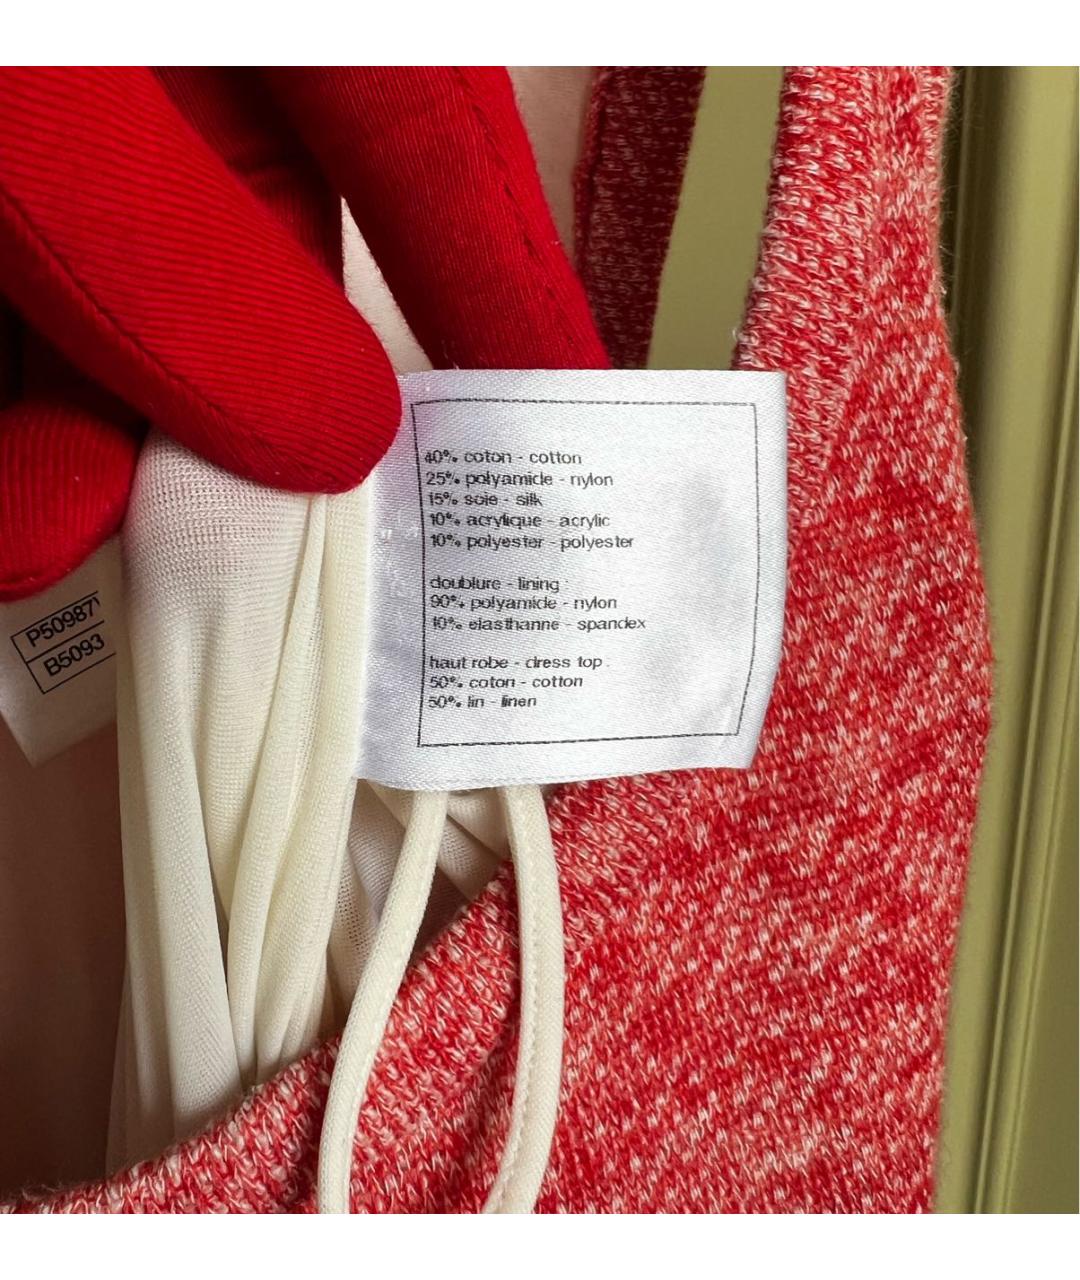 40% coton - cotton
25% polyamide - nylon
15% soie - silk
10% acrylique - acrylic
10% polyester - polyester
doublure - lining :
90% polyamide - nylon
10% elasthanne - spandex
haut robe - dress top :
50% coton - cotton
50% lin - linen
P50987
B5093